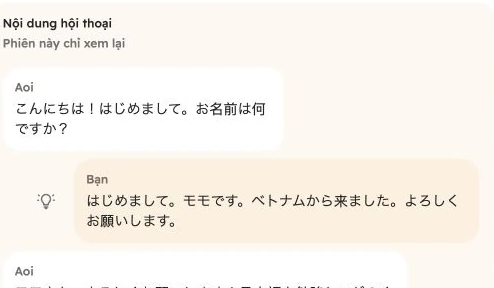 Nội dung hội thoại
Phiên này chỉ xem lại
Aoi
こんにちは！はじめまして。お名前は何
ですか？
Bạn
はじめまして。モモです。ベトナムから来ました。よろしく
お願いします。
Aoi